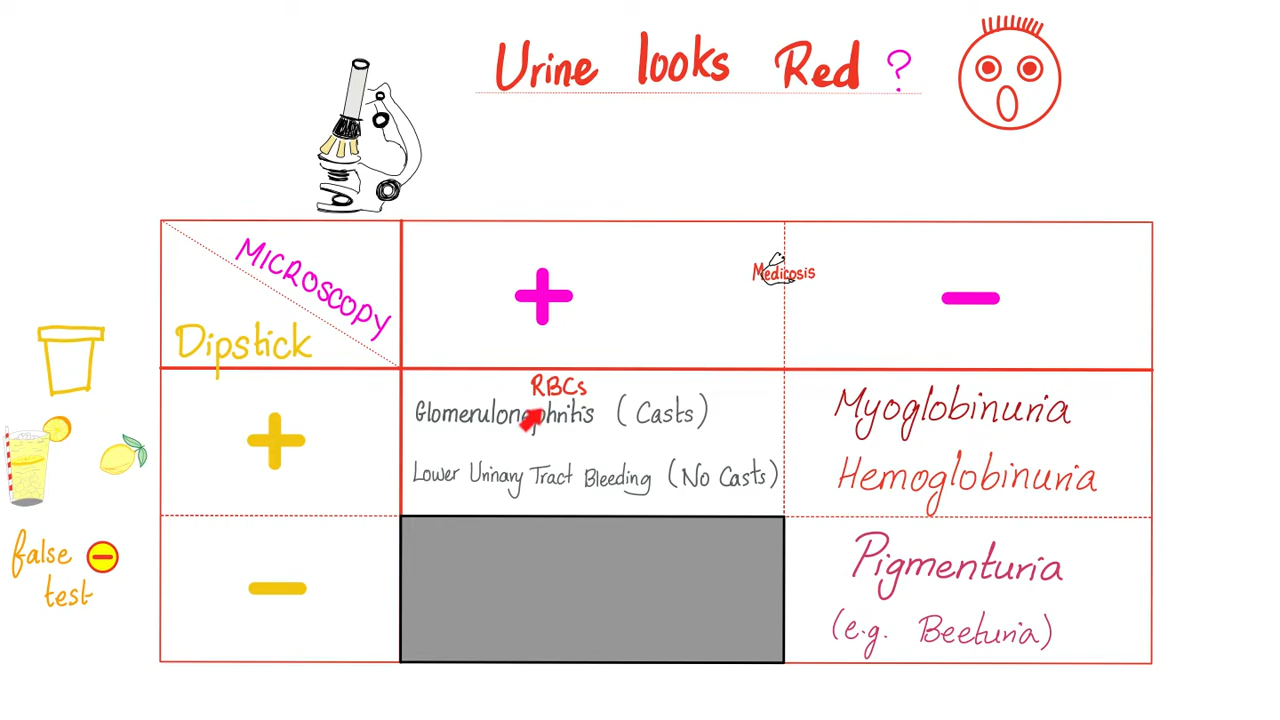 Urine looks Red ?
MICROSCOPY
Dipstick
Medicosis
RBCs
Glomerulonephritis (Casts)
Lower Urinary Tract Bleeding (No Casts)
Myoglobinuria
Hemoglobinuria
false
test
Pigmenturia
(e.g. Beeturia)